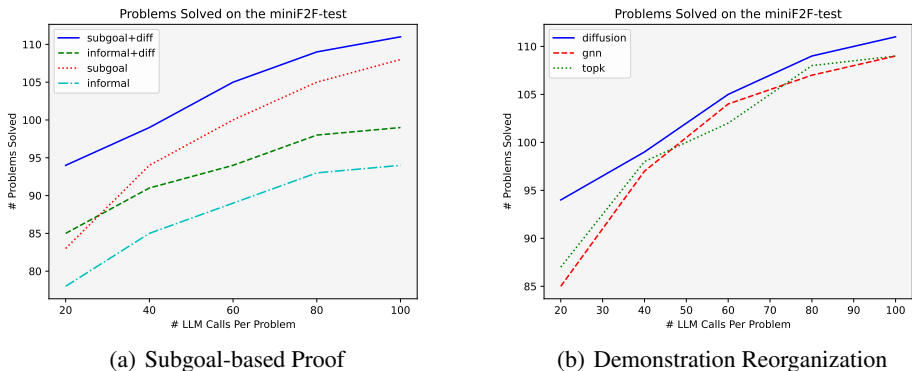 Problems Solved on the miniF2F-test
# Problems Solved
110
105
100
95
90
85
80
subgoal+diff
informal+diff
subgoal
informal
20 40 60 80 100
# LLM Calls Per Problem
(a) Subgoal-based Proof
Problems Solved on the miniF2F-test
# Problems Solved
110
105
100
95
90
85
diffusion
gnn
topk
20 30 40 50 60 70 80 90 100
# LLM Calls Per Problem
(b) Demonstration Reorganization